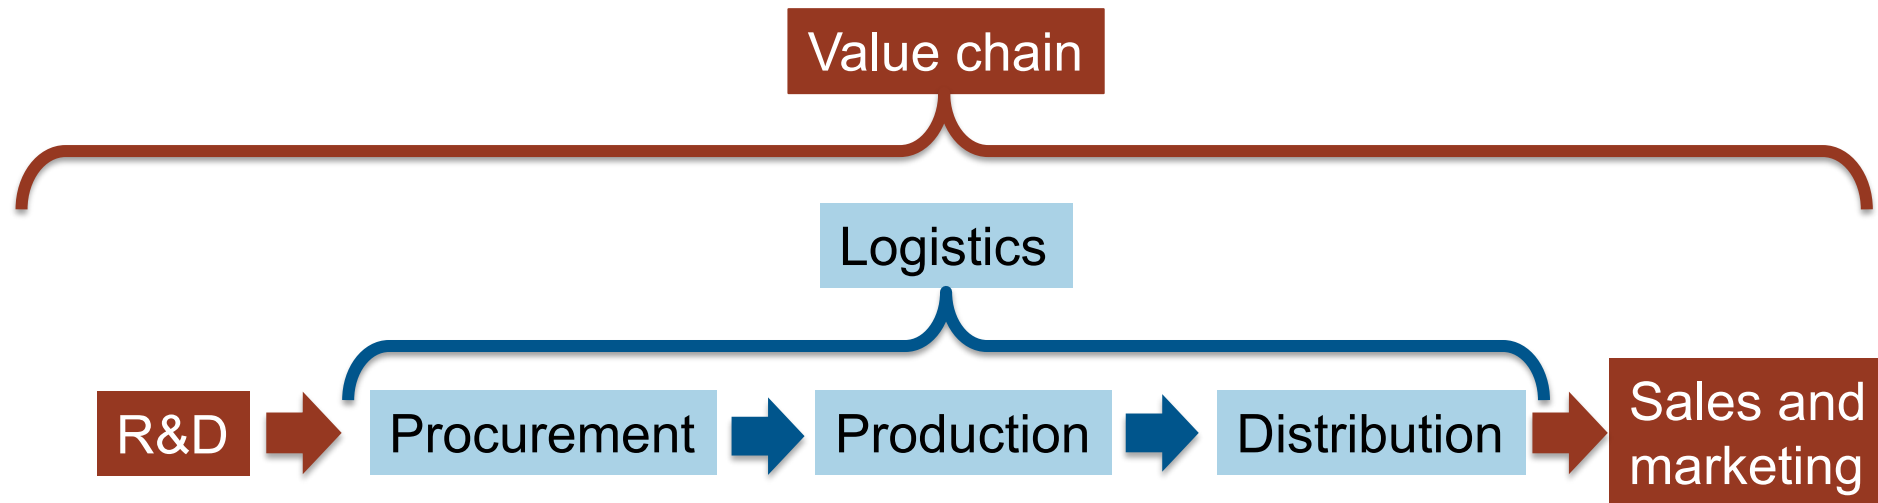 Value chain
Logistics
R&D
Procurement
Production
Distribution
Sales and
marketing